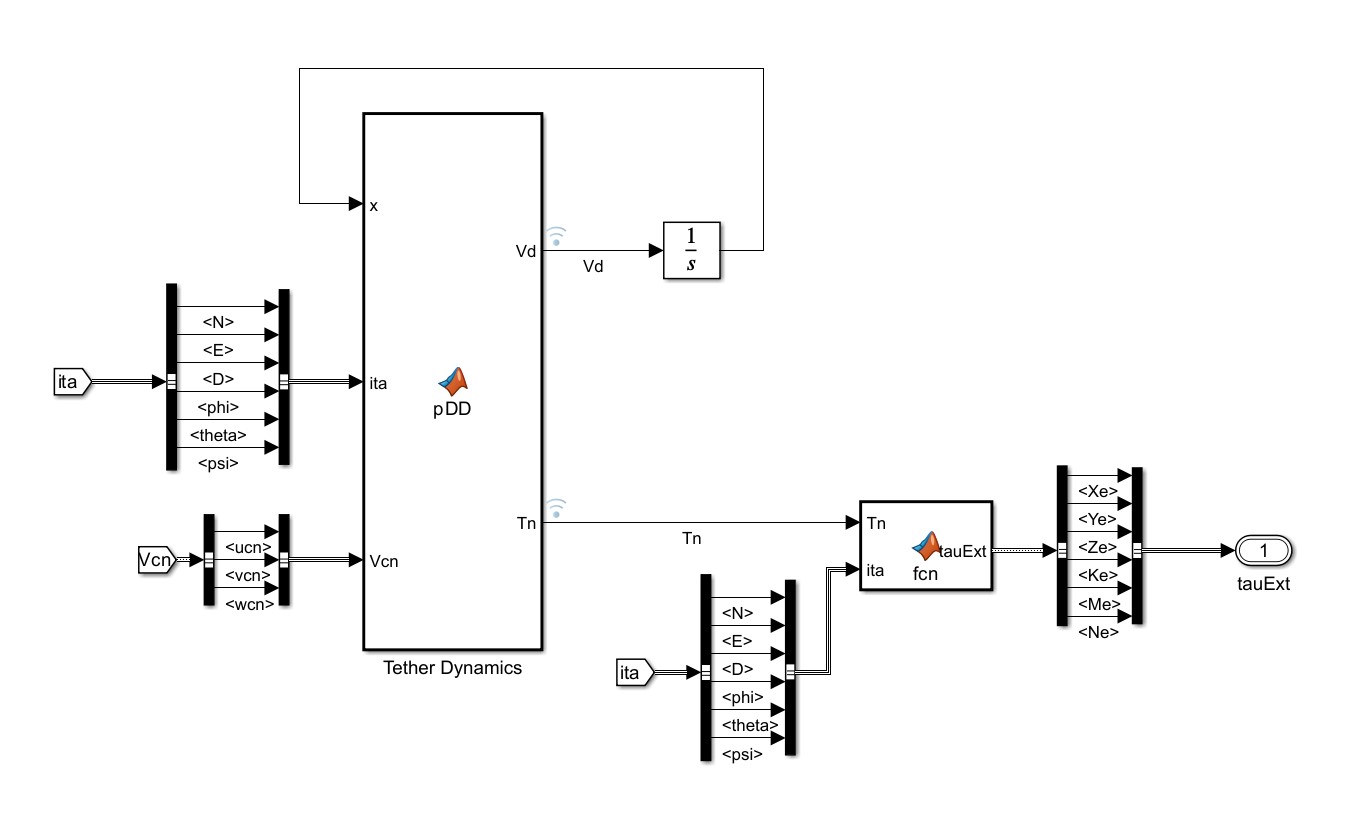 x
Vd
Vd
1
s
<N>
<E>
<D>
<phi>
<theta>
<psi>
ita
ita
pDD
Tn
Tn
<ucn>
<vcn>
<wcn>
Vcn
Vcn
Tether Dynamics
Tn
ita
fcn
tauExt
<Xe>
<Ye>
<Ze>
<Ke>
<Me>
<Ne>
1
tauExt
ita
<N>
<E>
<D>
<phi>
<theta>
<psi>